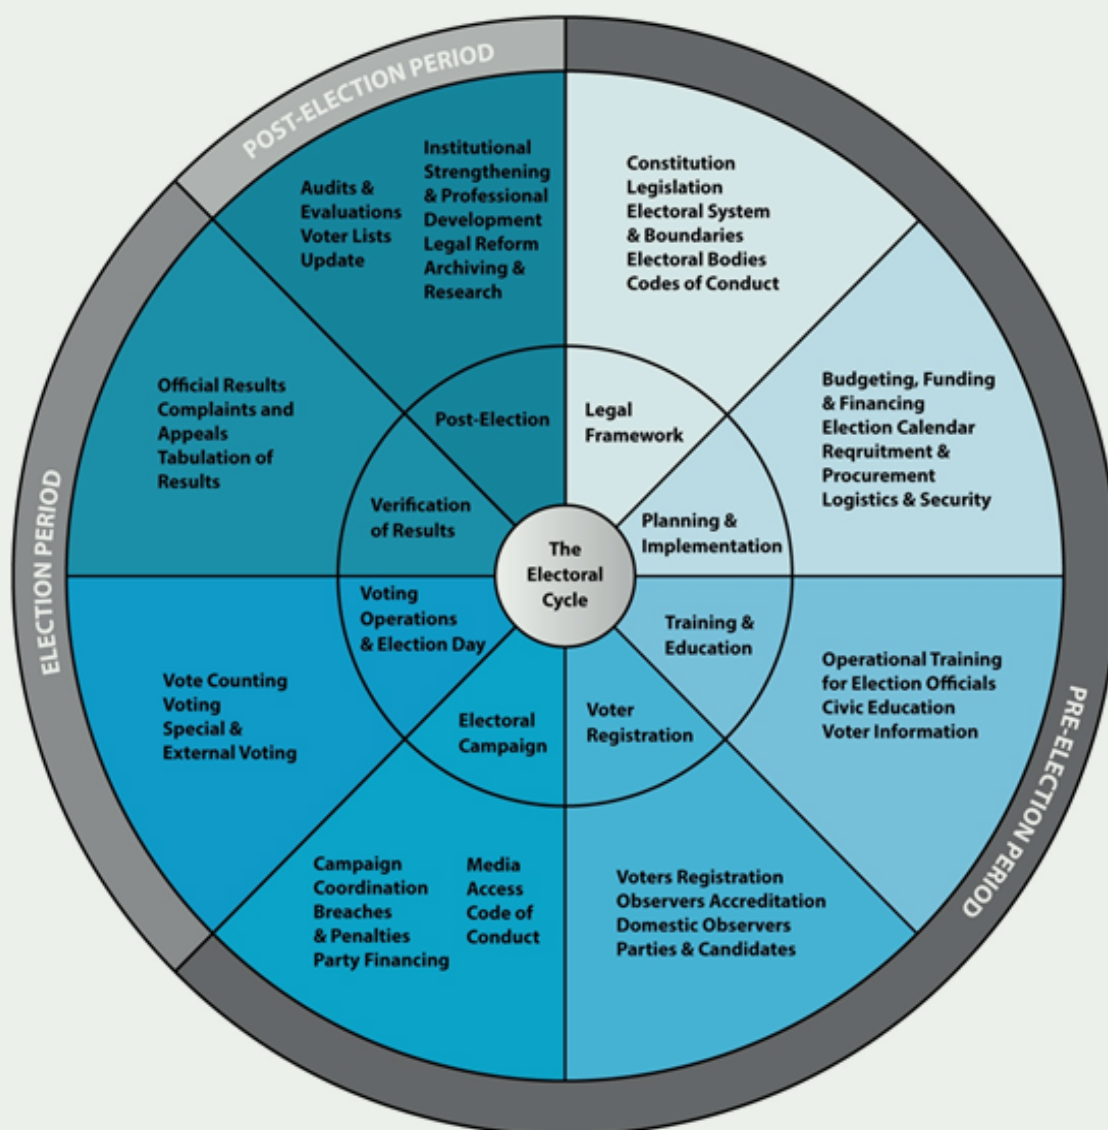 POST-ELECTION PERIOD
Institutional
Strengthening
& Professional
Development
Legal Reform
Archiving &
Research
Audits &
Evaluations
Voter Lists
Update
Constitution
Legislation
Electoral System
& Boundaries
Electoral Bodies
Codes of Conduct
Official Results
Complaints and
Appeals
Tabulation of
Results
Post-Election
Legal
Framework
Budgeting, Funding
& Financing
Election Calendar
Reqruitment &
Procurement
Logistics & Security
ELECTION PERIOD
Verification
of Results
The
Electoral
Cycle
Planning &
Implementation
Voting
Operations
& Election Day
Training &
Education
Vote Counting
Voting
Special &
External Voting
Electoral
Campaign
Voter
Registration
Operational Training
for Election Officials
Civic Education
Voter Information
PRE-ELECTION PERIOD
Campaign
Coordination
Breaches
& Penalties
Party Financing
Media
Access
Code of
Conduct
Voters Registration
Observers Accreditation
Domestic Observers
Parties & Candidates